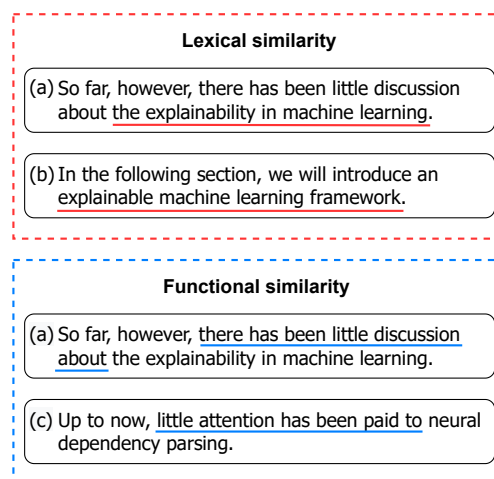 Lexical similarity
(a) So far, however, there has been little discussion
about the explainability in machine learning.
(b) In the following section, we will introduce an
explainable machine learning framework.
Functional similarity
(a) So far, however, there has been little discussion
about the explainability in machine learning.
(c) Up to now, little attention has been paid to neural
dependency parsing.